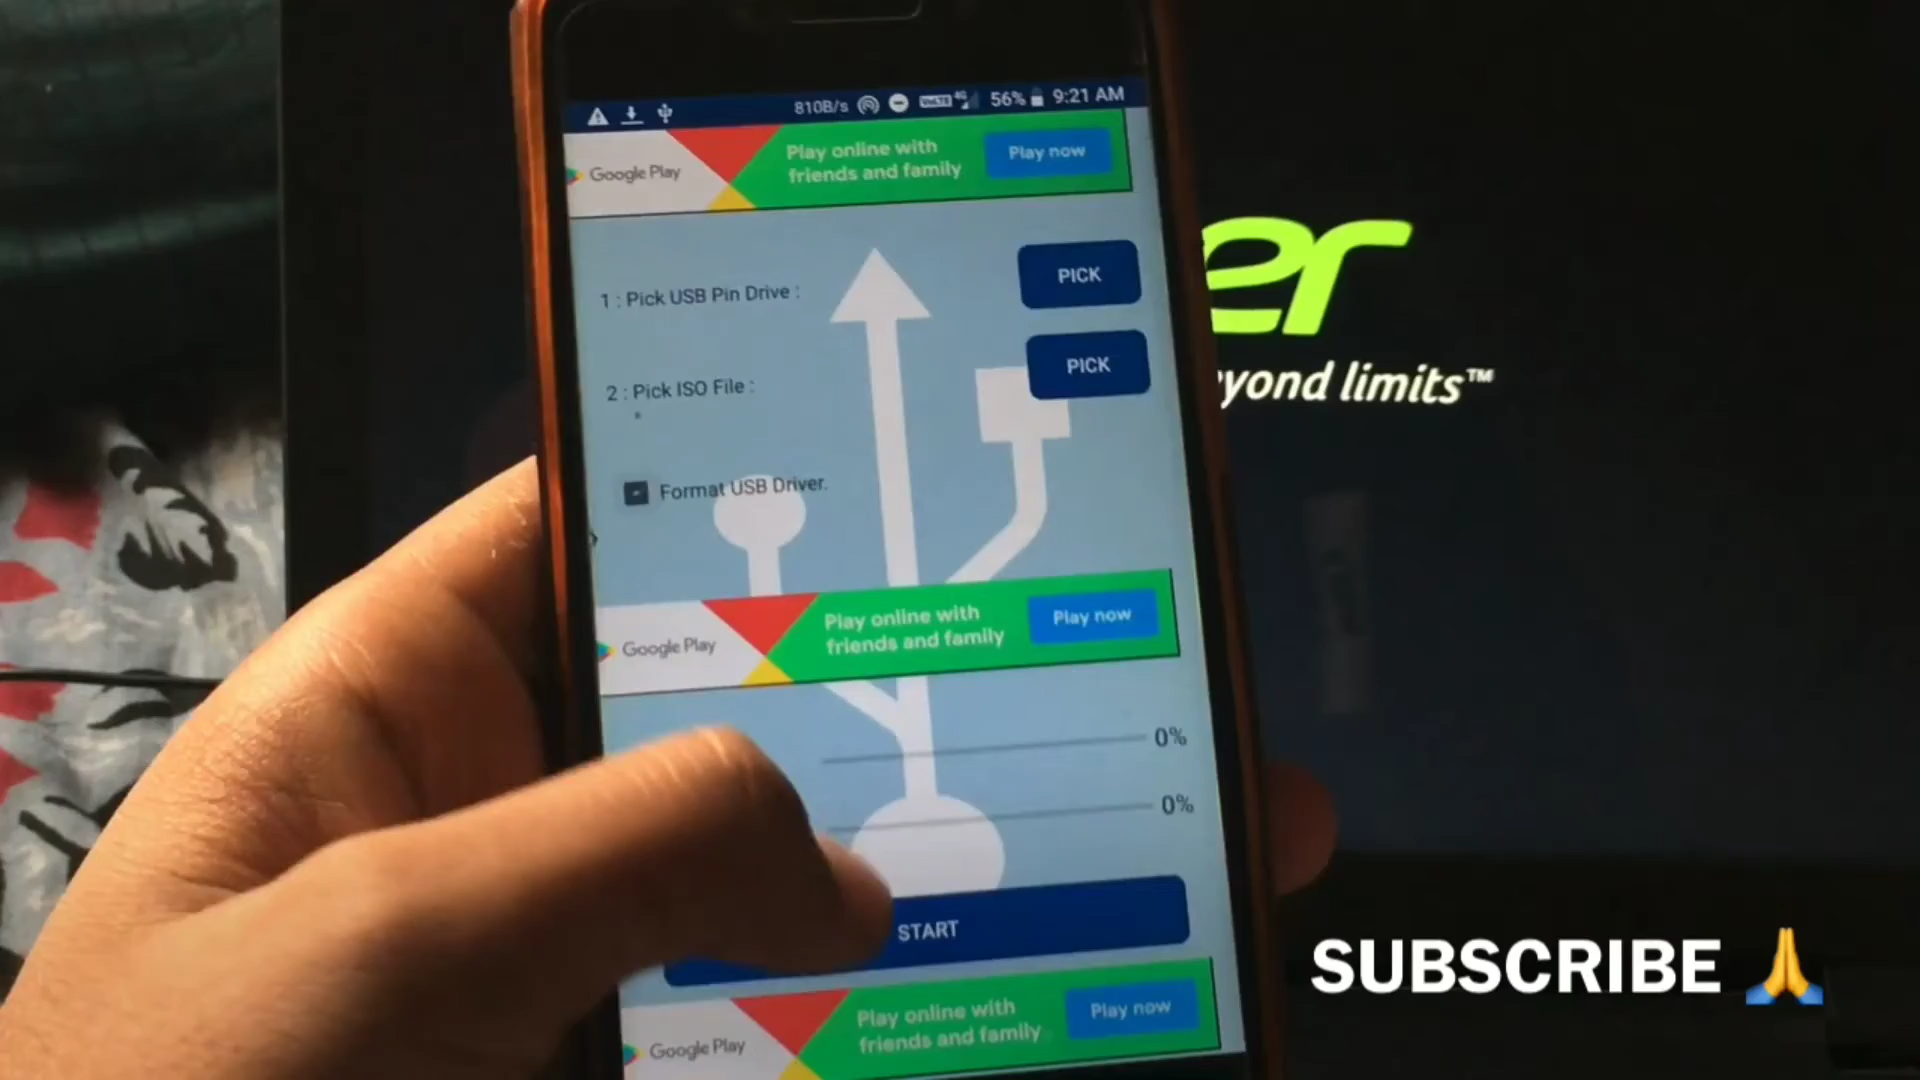 810B/s VoLTE 4G 56% 9:21 AM
Google Play
Play online with
friends and family
Play now
1 : Pick USB Pin Drive :
PICK
2 : Pick ISO File :
PICK
Format USB Driver.
Google Play
Play online with
friends and family
Play now
0%
0%
START
Google Play
Play online with
friends and family
Play now
er
yond limits™
SUBSCRIBE 🙏